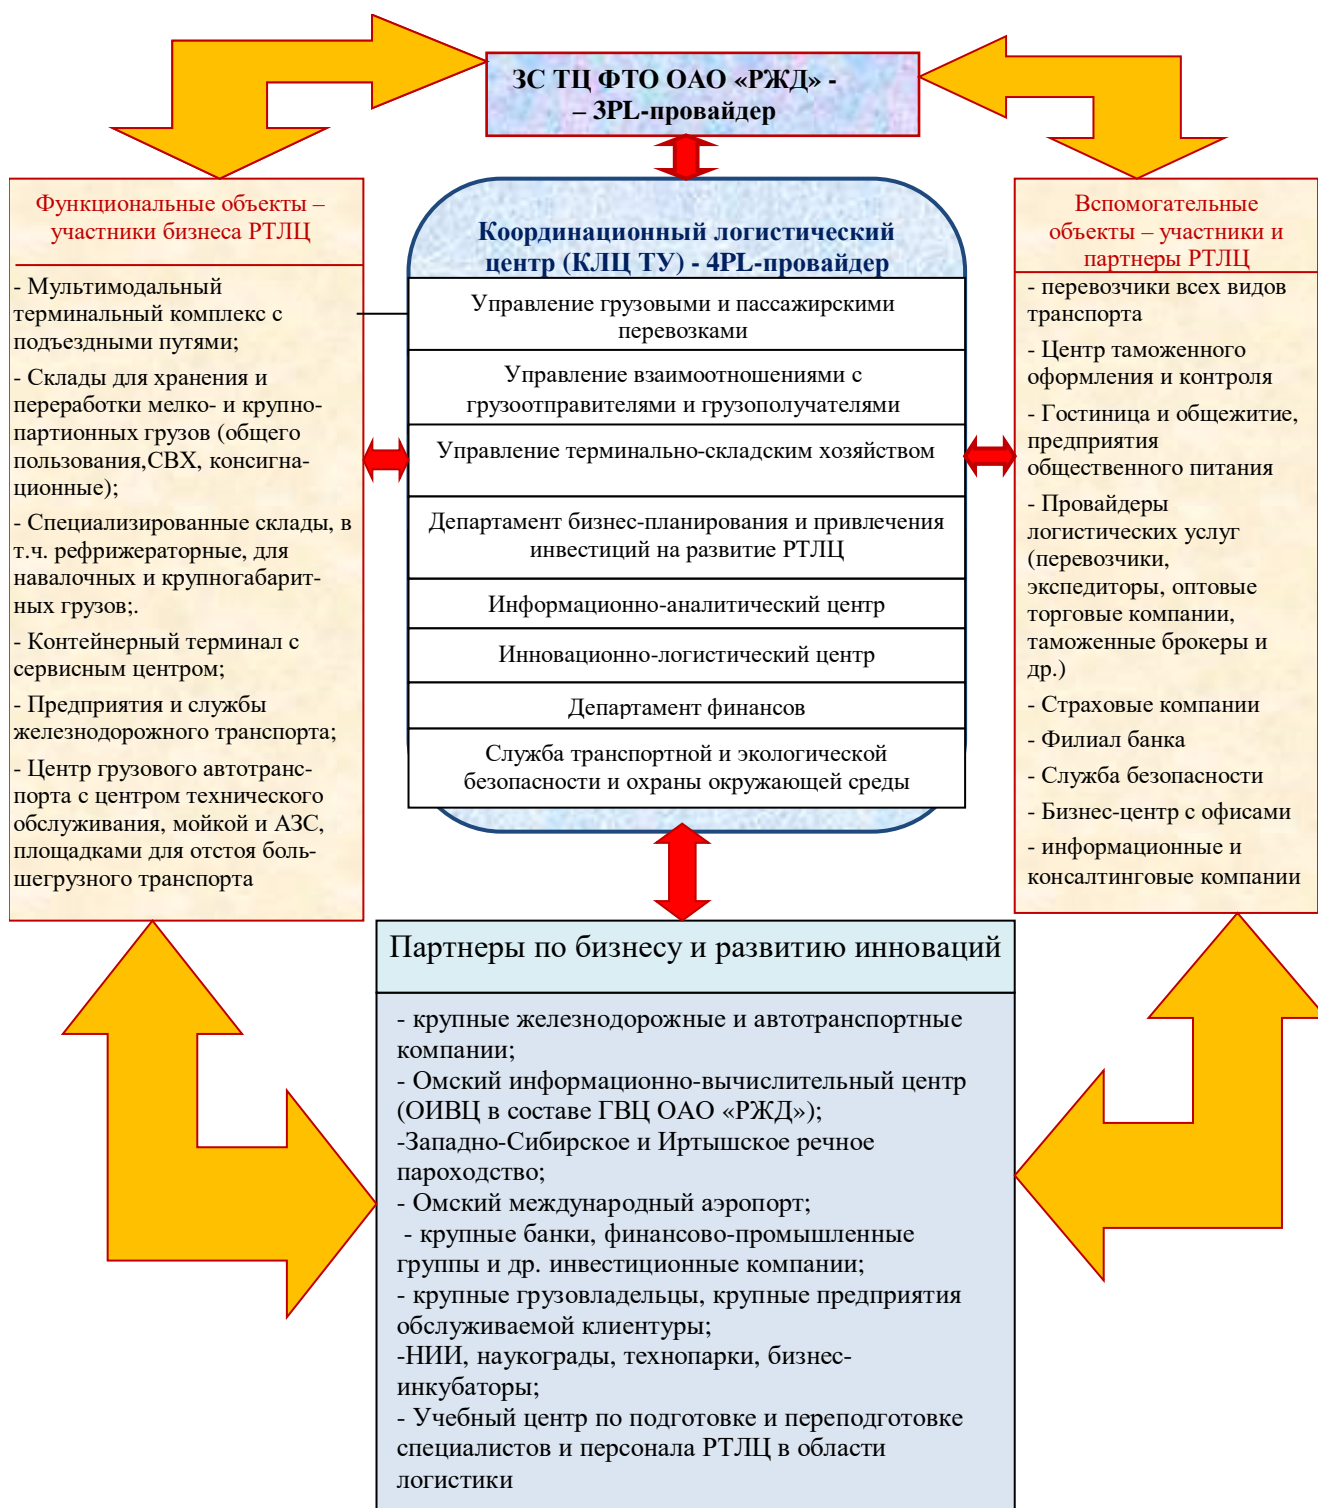 ЗС ТЦ ФТО ОАО «РЖД» -
– 3PL-провайдер
Функциональные объекты –
участники бизнеса РТЛЦ
- Мультимодальный
терминальный комплекс с
подъездными путями;
- Склады для хранения и
переработки мелко- и крупно-
партионных грузов (общего
пользования,СВХ, консигна-
ционные);
- Специализированные склады, в
т.ч. рефрижераторные, для
навалочных и крупногабарит-
ных грузов;.
- Контейнерный терминал с
сервисным центром;
- Предприятия и службы
железнодорожного транспорта;
- Центр грузового автотранс-
порта с центром технического
обслуживания, мойкой и АЗС,
площадками для отстоя боль-
шегрузного транспорта
Координационный логистический
центр (КЛЦ ТУ) - 4PL-провайдер
Управление грузовыми и пассажирскими
перевозками
Управление взаимоотношениями с
грузоотправителями и грузополучателями
Управление терминально-складским хозяйством
Департамент бизнес-планирования и привлечения
инвестиций на развитие РТЛЦ
Информационно-аналитический центр
Инновационно-логистический центр
Департамент финансов
Служба транспортной и экологической
безопасности и охраны окружающей среды
Вспомогательные
объекты – участники и
партнеры РТЛЦ
- перевозчики всех видов
транспорта
- Центр таможенного
оформления и контроля
- Гостиница и общежитие,
предприятия
общественного питания
- Провайдеры
логистических услуг
(перевозчики,
экспедиторы, оптовые
торговые компании,
таможенные брокеры и
др.)
- Страховые компании
- Филиал банка
- Служба безопасности
- Бизнес-центр с офисами
- информационные и
консалтинговые компании
Партнеры по бизнесу и развитию инноваций
- крупные железнодорожные и автотранспортные
компании;
- Омский информационно-вычислительный центр
(ОИВЦ в составе ГВЦ ОАО «РЖД»);
-Западно-Сибирское и Иртышское речное
пароходство;
- Омский международный аэропорт;
- крупные банки, финансово-промышленные
группы и др. инвестиционные компании;
- крупные грузовладельцы, крупные предприятия
обслуживаемой клиентуры;
-НИИ, наукограды, технопарки, бизнес-
инкубаторы;
- Учебный центр по подготовке и переподготовке
специалистов и персонала РТЛЦ в области
логистики